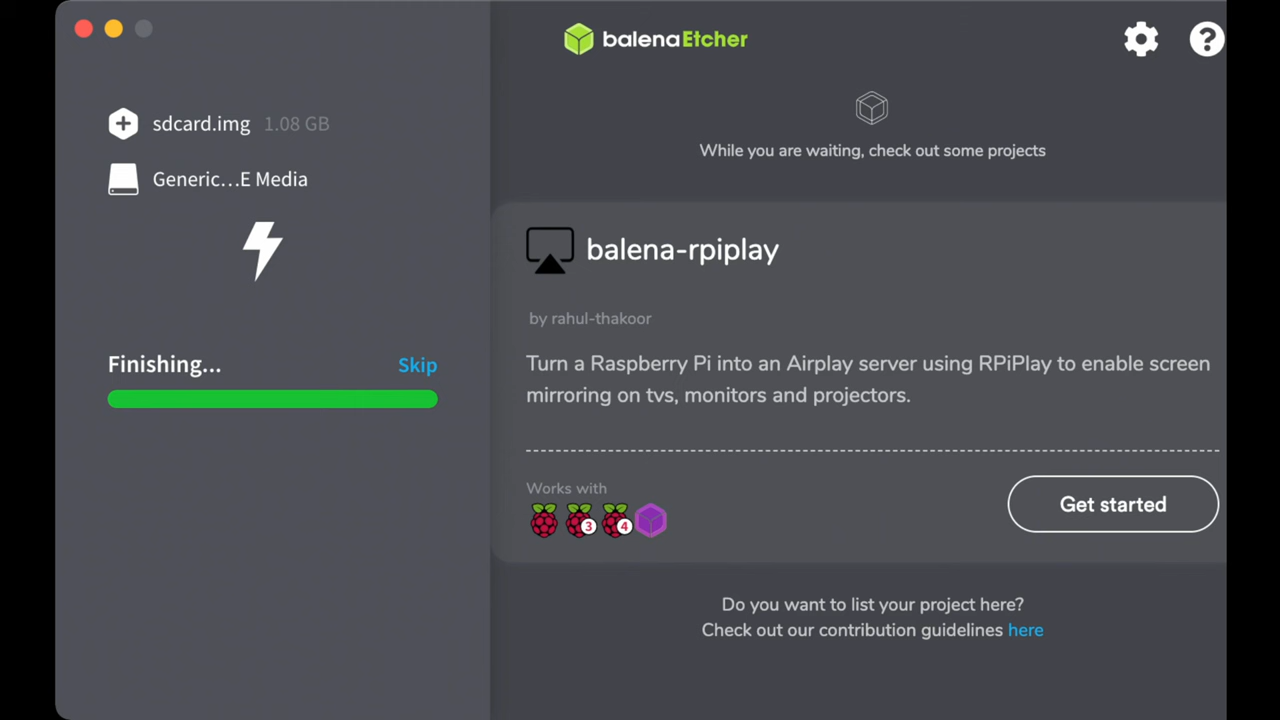 balenaEtcher
sdcard.img 1.08 GB
Generic...E Media
Finishing...
Skip
While you are waiting, check out some projects
balena-rpiplay
by rahul-thakoor
Turn a Raspberry Pi into an Airplay server using RPiPlay to enable screen
mirroring on tvs, monitors and projectors.
Works with
3
4
Get started
Do you want to list your project here?
Check out our contribution guidelines here